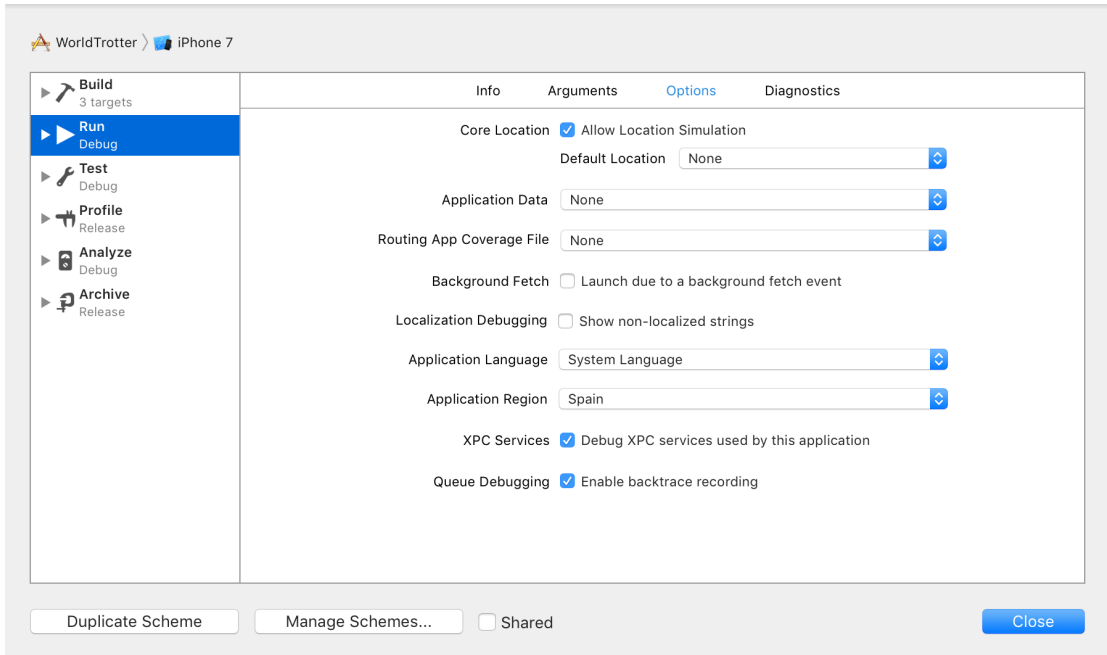 WorldTrotter iPhone 7
Build
3 targets
Run
Debug
Test
Debug
Profile
Release
Analyze
Debug
Archive
Release
Info Arguments Options Diagnostics
Core Location Allow Location Simulation
Default Location None
Application Data None
Routing App Coverage File None
Background Fetch Launch due to a background fetch event
Localization Debugging Show non-localized strings
Application Language System Language
Application Region Spain
XPC Services Debug XPC services used by this application
Queue Debugging Enable backtrace recording
Duplicate Scheme Manage Schemes... Shared Close